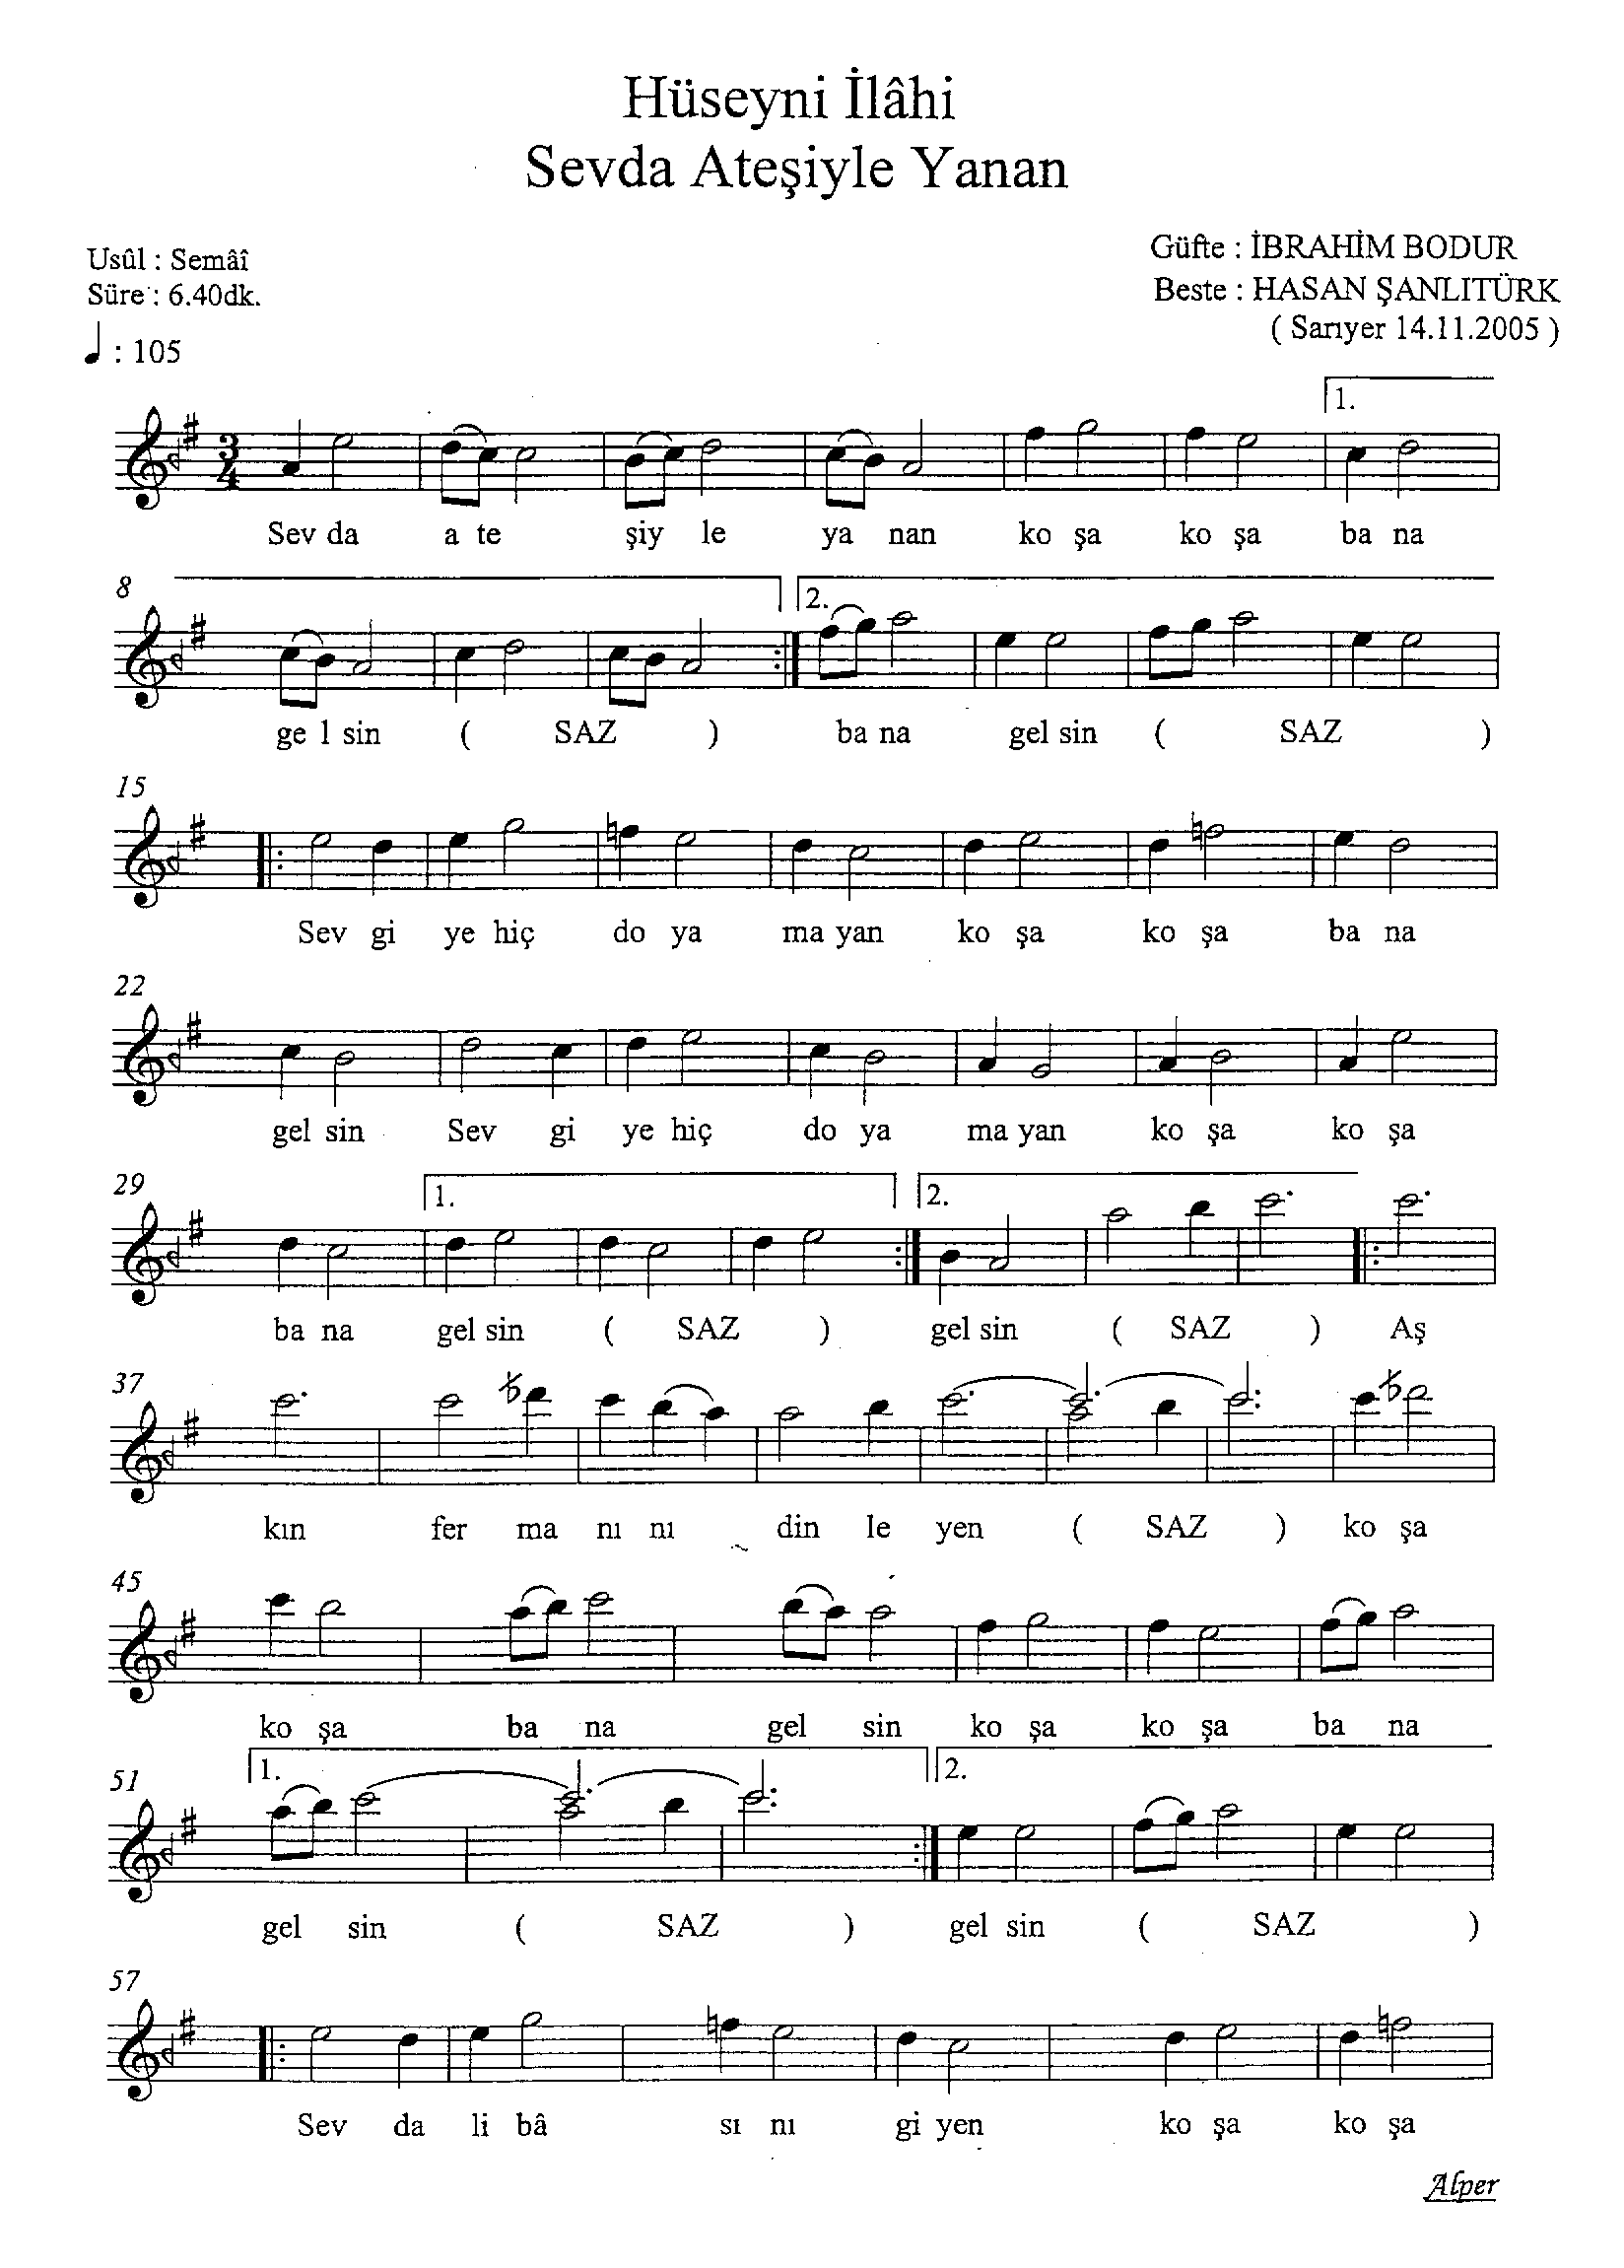 Hüseyni İlâhi
Sevda Ateşiyle Yanan
Usûl : Semâî
Süre : 6.40dk.
: 105
Güfte : İBRAHİM BODUR
Beste : HASAN ŞANLITÜRK
( Sarıyer 14.11.2005 )
1.
3
4
Sev da a te şiy le ya nan ko şa ko şa ba na
8
2.
ge l sin ( SAZ ) ba na gel sin ( SAZ )
15
Sev gi ye hiç do ya ma yan ko şa ko şa ba na
22
gel sin Sev gi ye hiç do ya ma yan ko şa ko şa
29
1. 2.
ba na gel sin ( SAZ ) gel sin ( SAZ ) Aş
37
kın fer ma nı nı din le yen ( SAZ ) ko şa
45
ko şa ba na gel sin ko şa ko şa ba na
51
1. 2.
gel sin ( SAZ ) gel sin ( SAZ )
57
Sev da li bâ sı nı gi yen ko şa ko şa
Alper